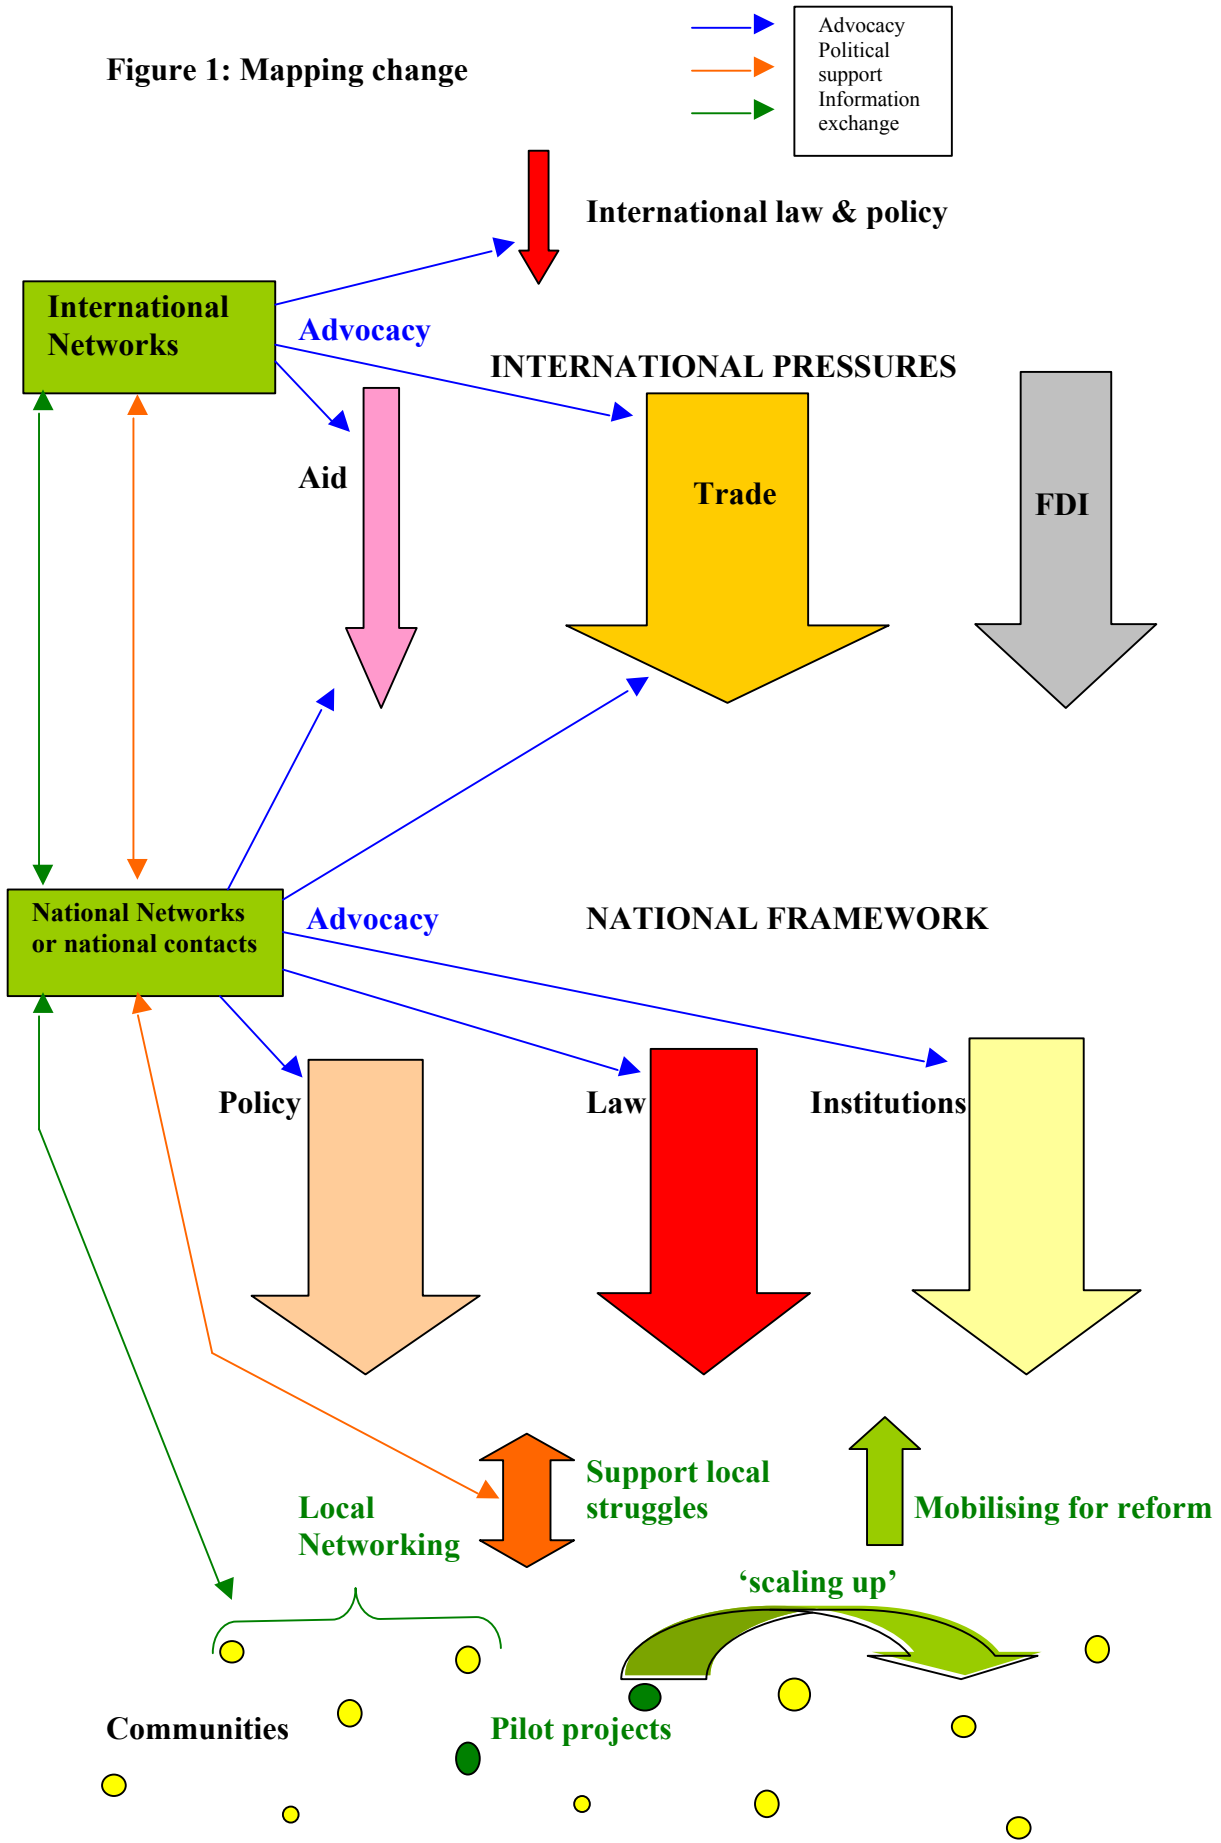 Advocacy
Political
support
Information
exchange
Figure 1: Mapping change
International law & policy
International
Networks
Advocacy
INTERNATIONAL PRESSURES
Aid
Trade
FDI
National Networks
or national contacts
Advocacy
NATIONAL FRAMEWORK
Policy
Law
Institutions
Support local
struggles
Local
Networking
Mobilising for reform
‘scaling up’
Communities
Pilot projects